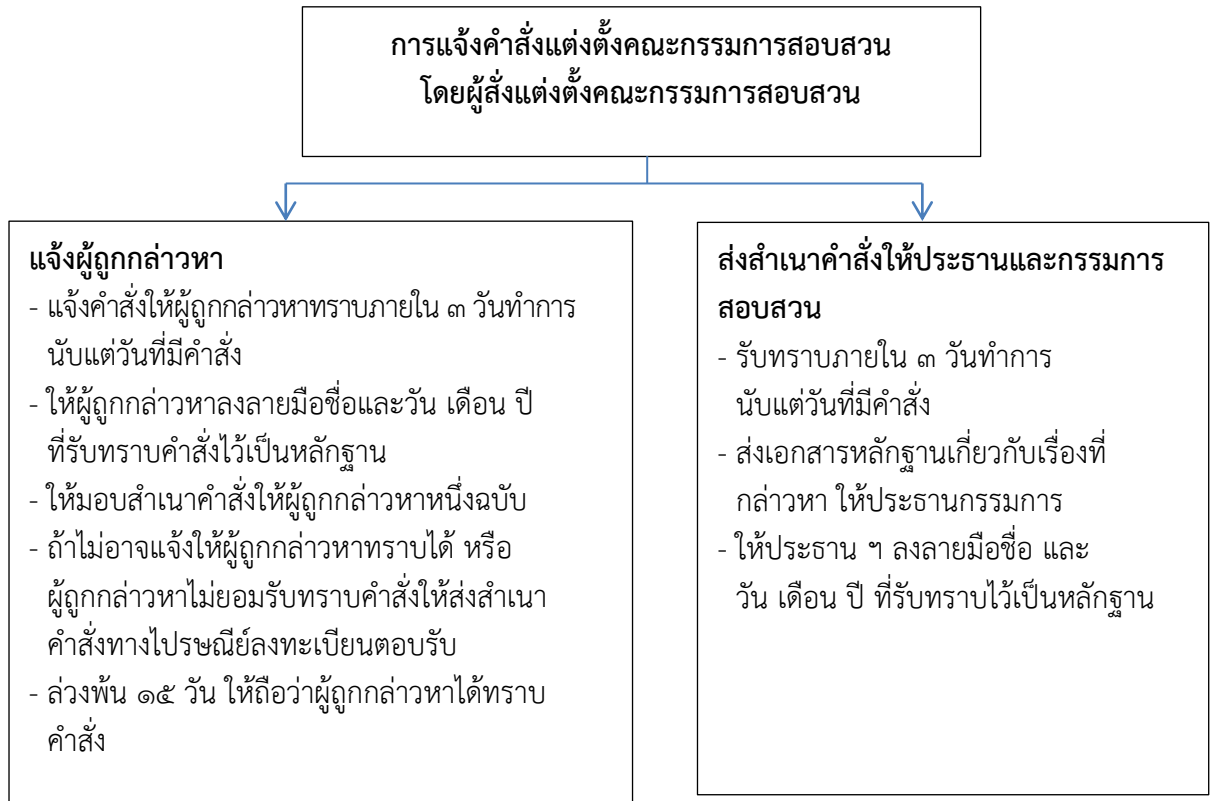 การแจ้งคำสั่งแต่งตั้งคณะกรรมการสอบสวน
โดยผู้สั่งแต่งตั้งคณะกรรมการสอบสวน
แจ้งผู้ถูกกล่าวหา
- แจ้งคำสั่งให้ผู้ถูกกล่าวหาทราบภายใน ๓ วันทำการ
นับแต่วันที่มีคำสั่ง
- ให้ผู้ถูกกล่าวหาลงลายมือชื่อและวัน เดือน ปี
ที่รับทราบคำสั่งไว้เป็นหลักฐาน
- ให้มอบสำเนาคำสั่งให้ผู้ถูกกล่าวหาหนึ่งฉบับ
- ถ้าไม่อาจแจ้งให้ผู้ถูกกล่าวหาทราบได้ หรือ
ผู้ถูกกล่าวหาไม่ยอมรับทราบคำสั่งให้ส่งสำเนา
คำสั่งทางไปรษณีย์ลงทะเบียนตอบรับ
- ล่วงพ้น ๑๕ วัน ให้ถือว่าผู้ถูกกล่าวหาได้ทราบ
คำสั่ง
ส่งสำเนาคำสั่งให้ประธานและกรรมการ
สอบสวน
- รับทราบภายใน ๓ วันทำการ
นับแต่วันที่มีคำสั่ง
- ส่งเอกสารหลักฐานเกี่ยวกับเรื่องที่
กล่าวหา ให้ประธานกรรมการ
- ให้ประธาน ฯ ลงลายมือชื่อ และ
วัน เดือน ปี ที่รับทราบไว้เป็นหลักฐาน